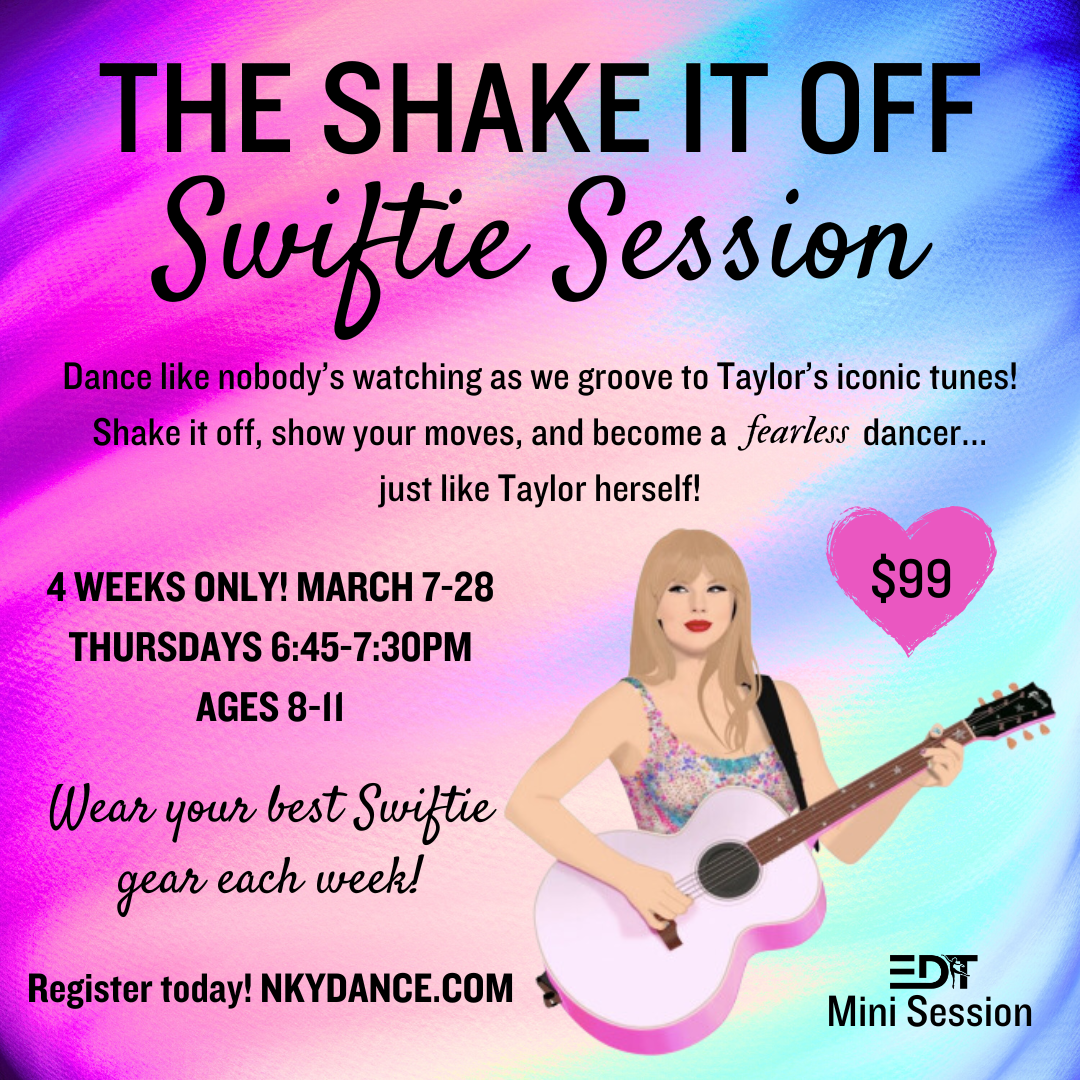 THE SHAKE IT OFF
Swiftie Session
Dance like nobody’s watching as we groove to Taylor’s iconic tunes!
Shake it off, show your moves, and become a fearless dancer...
just like Taylor herself!
$99
4 WEEKS ONLY! MARCH 7-28
THURSDAYS 6:45-7:30PM
AGES 8-11
Wear your best Swiftie
gear each week!
Register today! NKYDANCE.COM
EDT
Mini Session